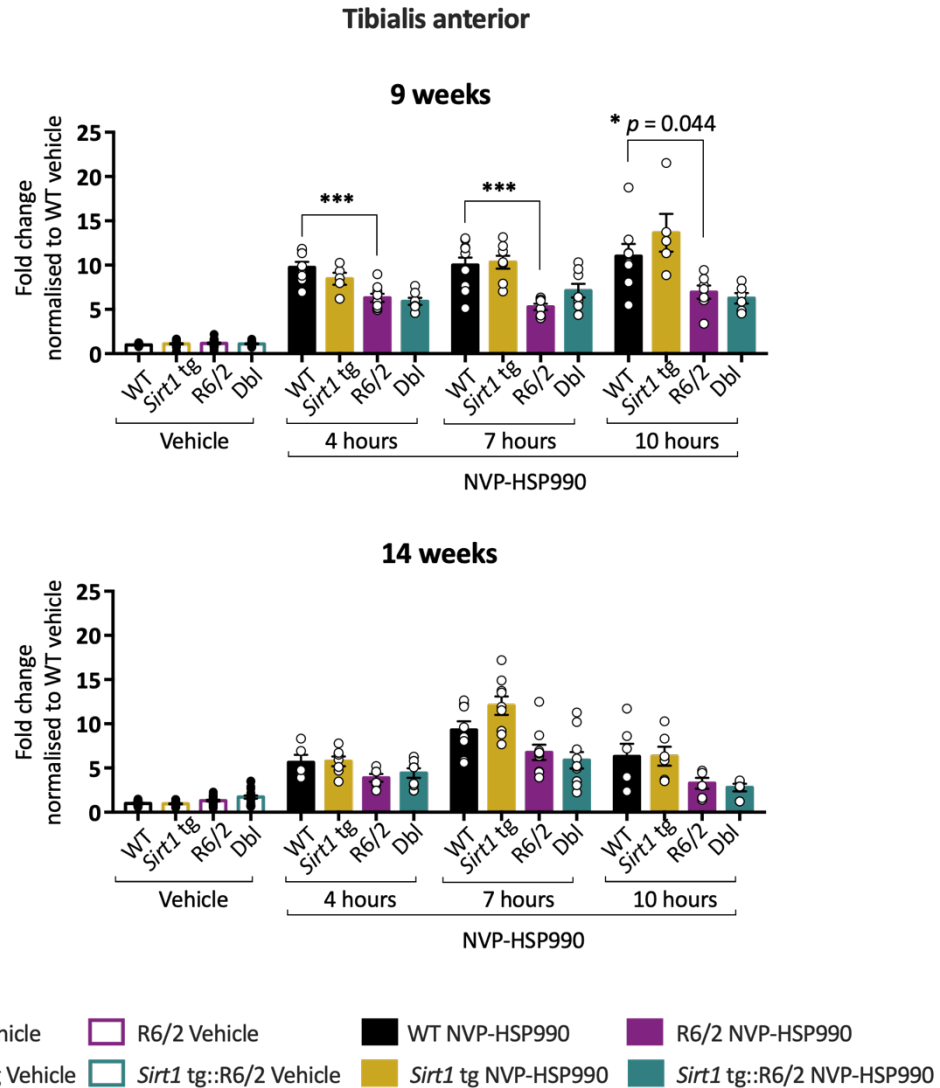 Tibialis anterior
9 weeks
Fold change
normalised to WT vehicle
25
20
15
10
5
0
***
***
* p = 0.044
WT Sirt1 tg R6/2 Dbl WT Sirt1 tg R6/2 Dbl WT Sirt1 tg R6/2 Dbl WT Sirt1 tg R6/2 Dbl
Vehicle 4 hours 7 hours 10 hours
NVP-HSP990
14 weeks
Fold change
normalised to WT vehicle
25
20
15
10
5
0
WT Sirt1 tg R6/2 Dbl WT Sirt1 tg R6/2 Dbl WT Sirt1 tg R6/2 Dbl WT Sirt1 tg R6/2 Dbl
Vehicle 4 hours 7 hours 10 hours
NVP-HSP990
R6/2 Vehicle WT NVP-HSP990 R6/2 NVP-HSP990
Vehicle Sirt1 tg::R6/2 Vehicle Sirt1 tg NVP-HSP990 Sirt1 tg::R6/2 NVP-HSP990